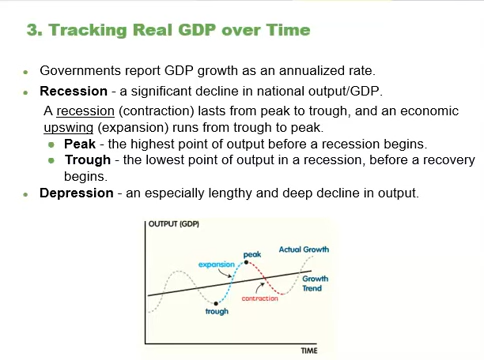 3. Tracking Real GDP over Time
• Governments report GDP growth as an annualized rate.
• Recession - a significant decline in national output/GDP.
A recession (contraction) lasts from peak to trough, and an economic
upswing (expansion) runs from trough to peak.
• Peak - the highest point of output before a recession begins.
• Trough - the lowest point of output in a recession, before a recovery
begins.
• Depression - an especially lengthy and deep decline in output.
OUTPUT (GDP)
peak
Actual Growth
expansion
Growth
Trend
contraction
trough
TIME